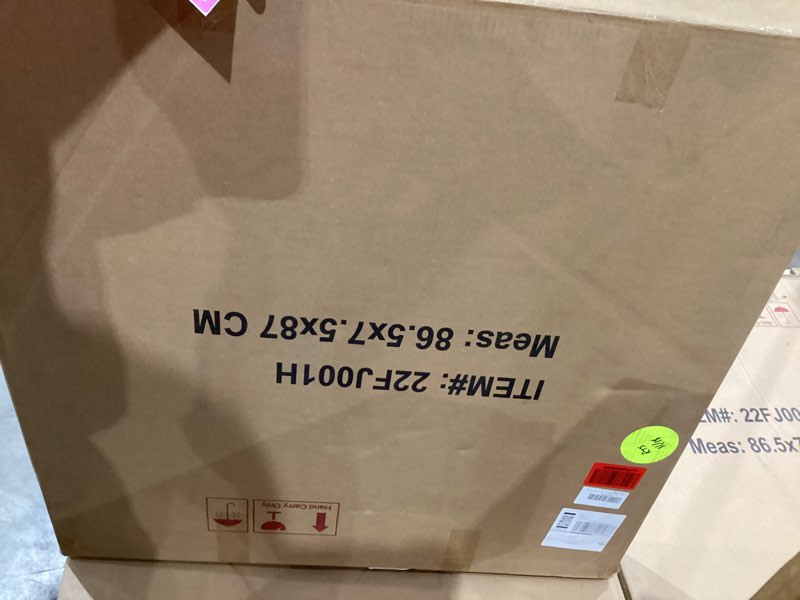 ITEM#: 22FJ001H
Meas: 86.5x7.5x87 CM
Hand Carry Only
EM#: 22FJ00
Meas: 86.5x7